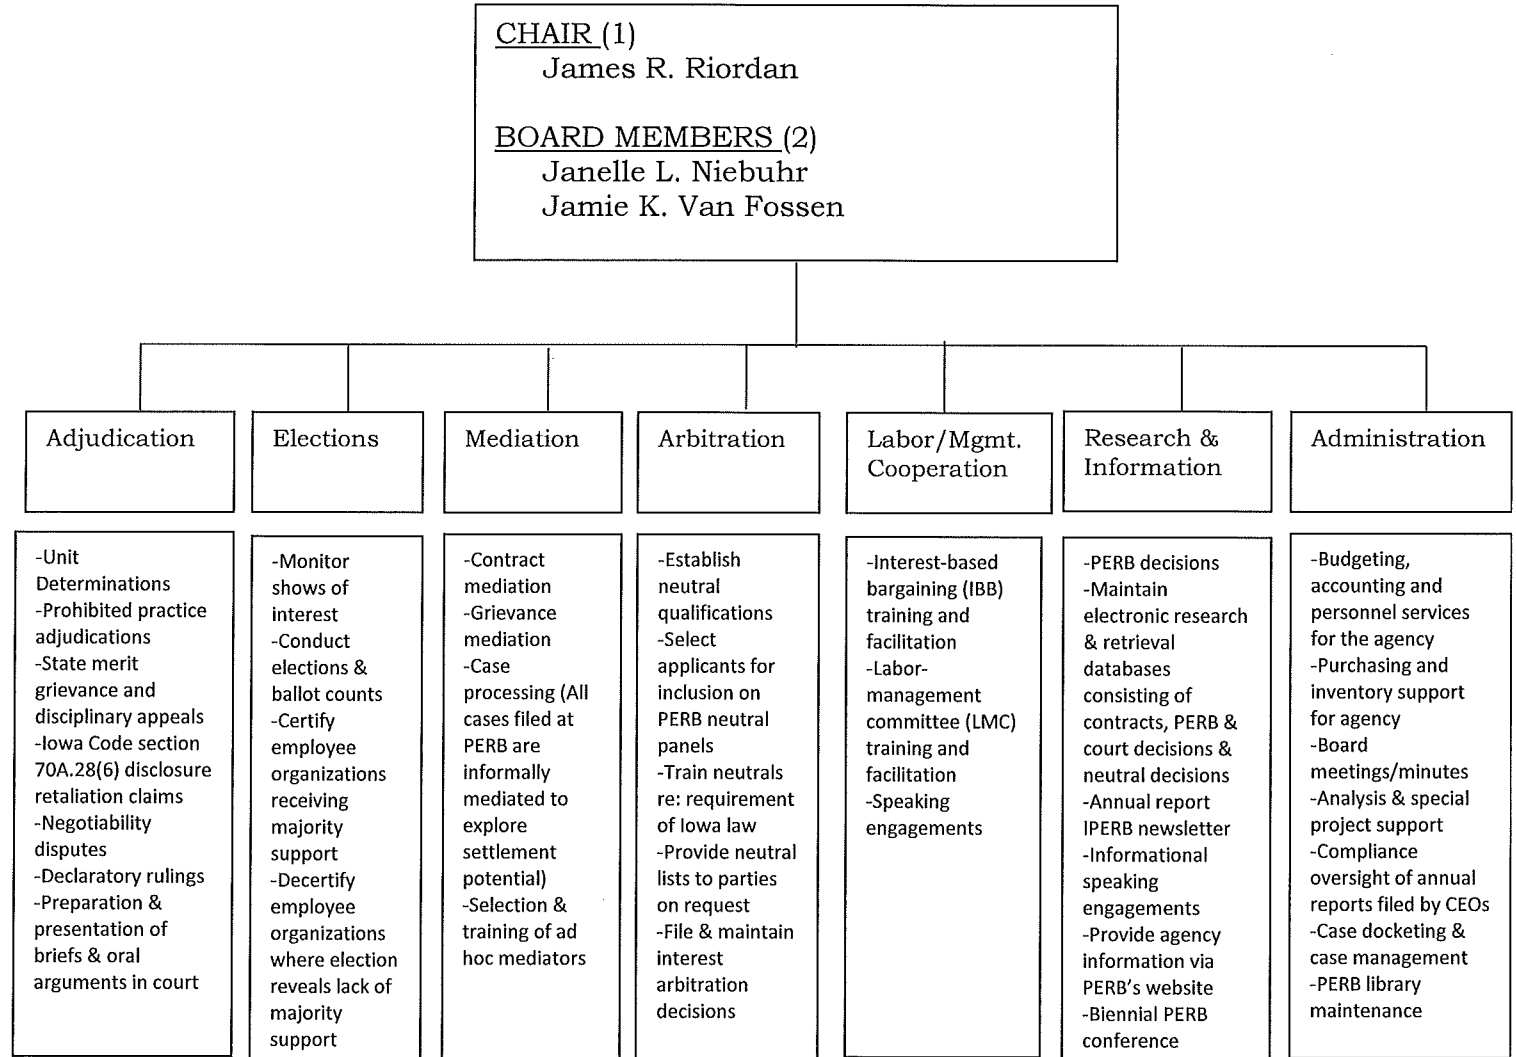 CHAIR (1)
James R. Riordan
BOARD MEMBERS (2)
Janelle L. Niebuhr
Jamie K. Van Fossen
Adjudication
-Unit
Determinations
-Prohibited practice
adjudications
-State merit
grievance and
disciplinary appeals
-Iowa Code section
70A.28(6) disclosure
retaliation claims
-Negotiability
disputes
-Declaratory rulings
-Preparation &
presentation of
briefs & oral
arguments in court
Elections
-Monitor
shows of
interest
-Conduct
elections &
ballot counts
-Certify
employee
organizations
receiving
majority
support
-Decertify
employee
organizations
where election
reveals lack of
majority
support
Mediation
-Contract
mediation
-Grievance
mediation
-Case
processing (All
cases filed at
PERB are
informally
mediated to
explore
settlement
potential)
-Selection &
training of ad
hoc mediators
Arbitration
-Establish
neutral
qualifications
-Select
applicants for
inclusion on
PERB neutral
panels
-Train neutrals
re: requirement
of Iowa law
-Provide neutral
lists to parties
on request
-File & maintain
interest
arbitration
decisions
Labor/Mgmt.
Cooperation
-Interest-based
bargaining (IBB)
training and
facilitation
-Labor-
management
committee (LMC)
training and
facilitation
-Speaking
engagements
Research &
Information
-PERB decisions
-Maintain
electronic research
& retrieval
databases
consisting of
contracts, PERB &
court decisions &
neutral decisions
-Annual report
IPERB newsletter
-Informational
speaking
engagements
-Provide agency
information via
PERB's website
-Biennial PERB
conference
Administration
-Budgeting,
accounting and
personnel services
for the agency
-Purchasing and
inventory support
for agency
-Board
meetings/minutes
-Analysis & special
project support
-Compliance
oversight of annual
reports filed by CEOs
-Case docketing &
case management
-PERB library
maintenance